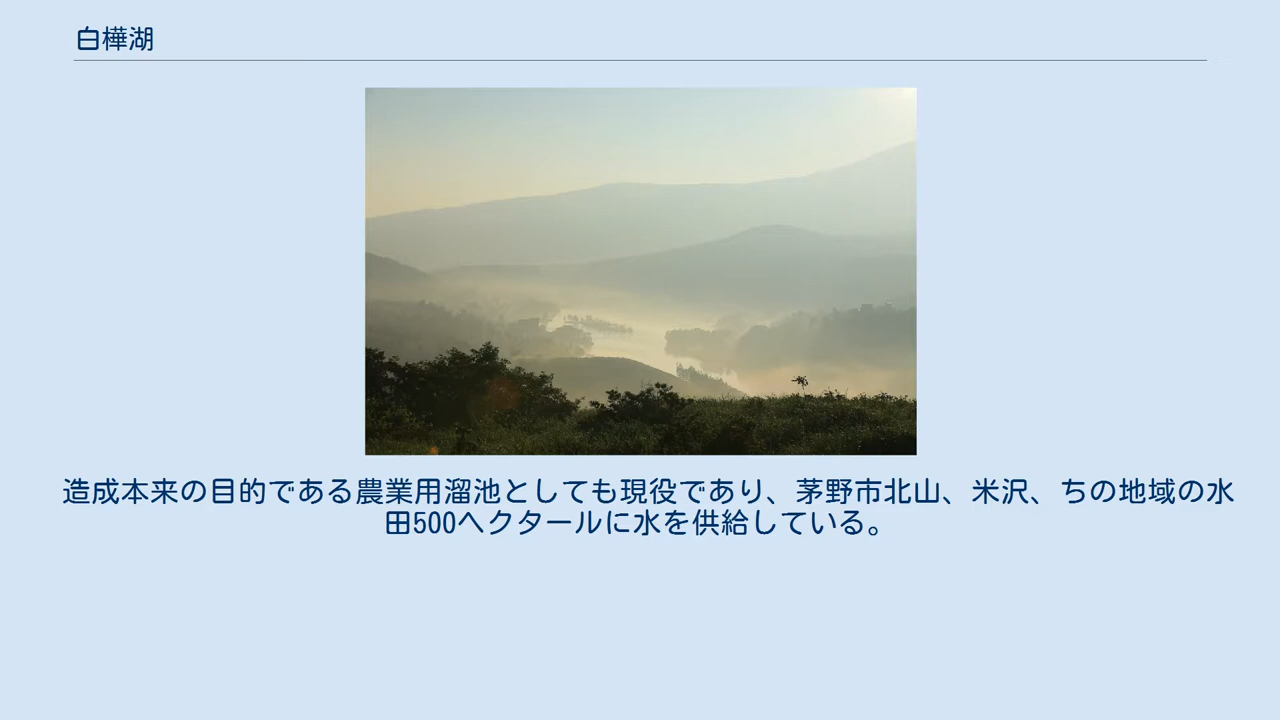 白樺湖
造成本来の目的である農業用溜池としても現役であり、茅野市北山、米沢、ちの地域の水
田500ヘクタールに水を供給している。